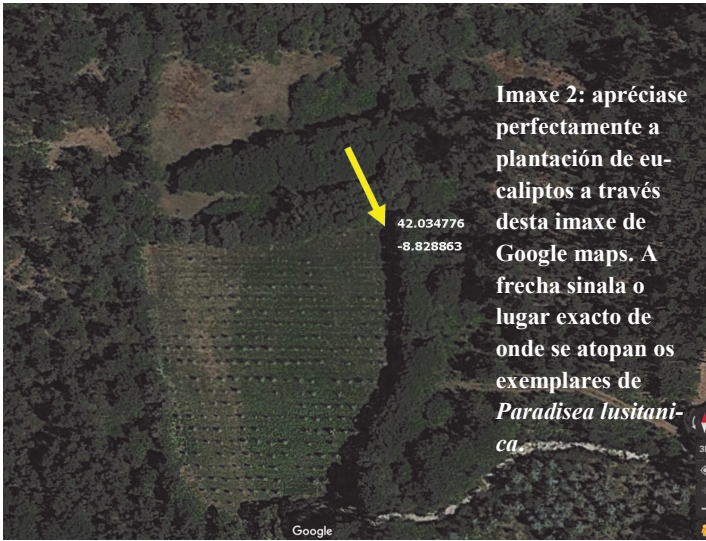 Imaxe 2: apréciase
perfectamente a
plantación de eu-
caliptos a través
desta imaxe de
Google maps. A
frecha sinala o
lugar exacto de
onde se atopan os
exemplares de
Paradisea lusitani-
ca.
42.034776
-8.828863
Google